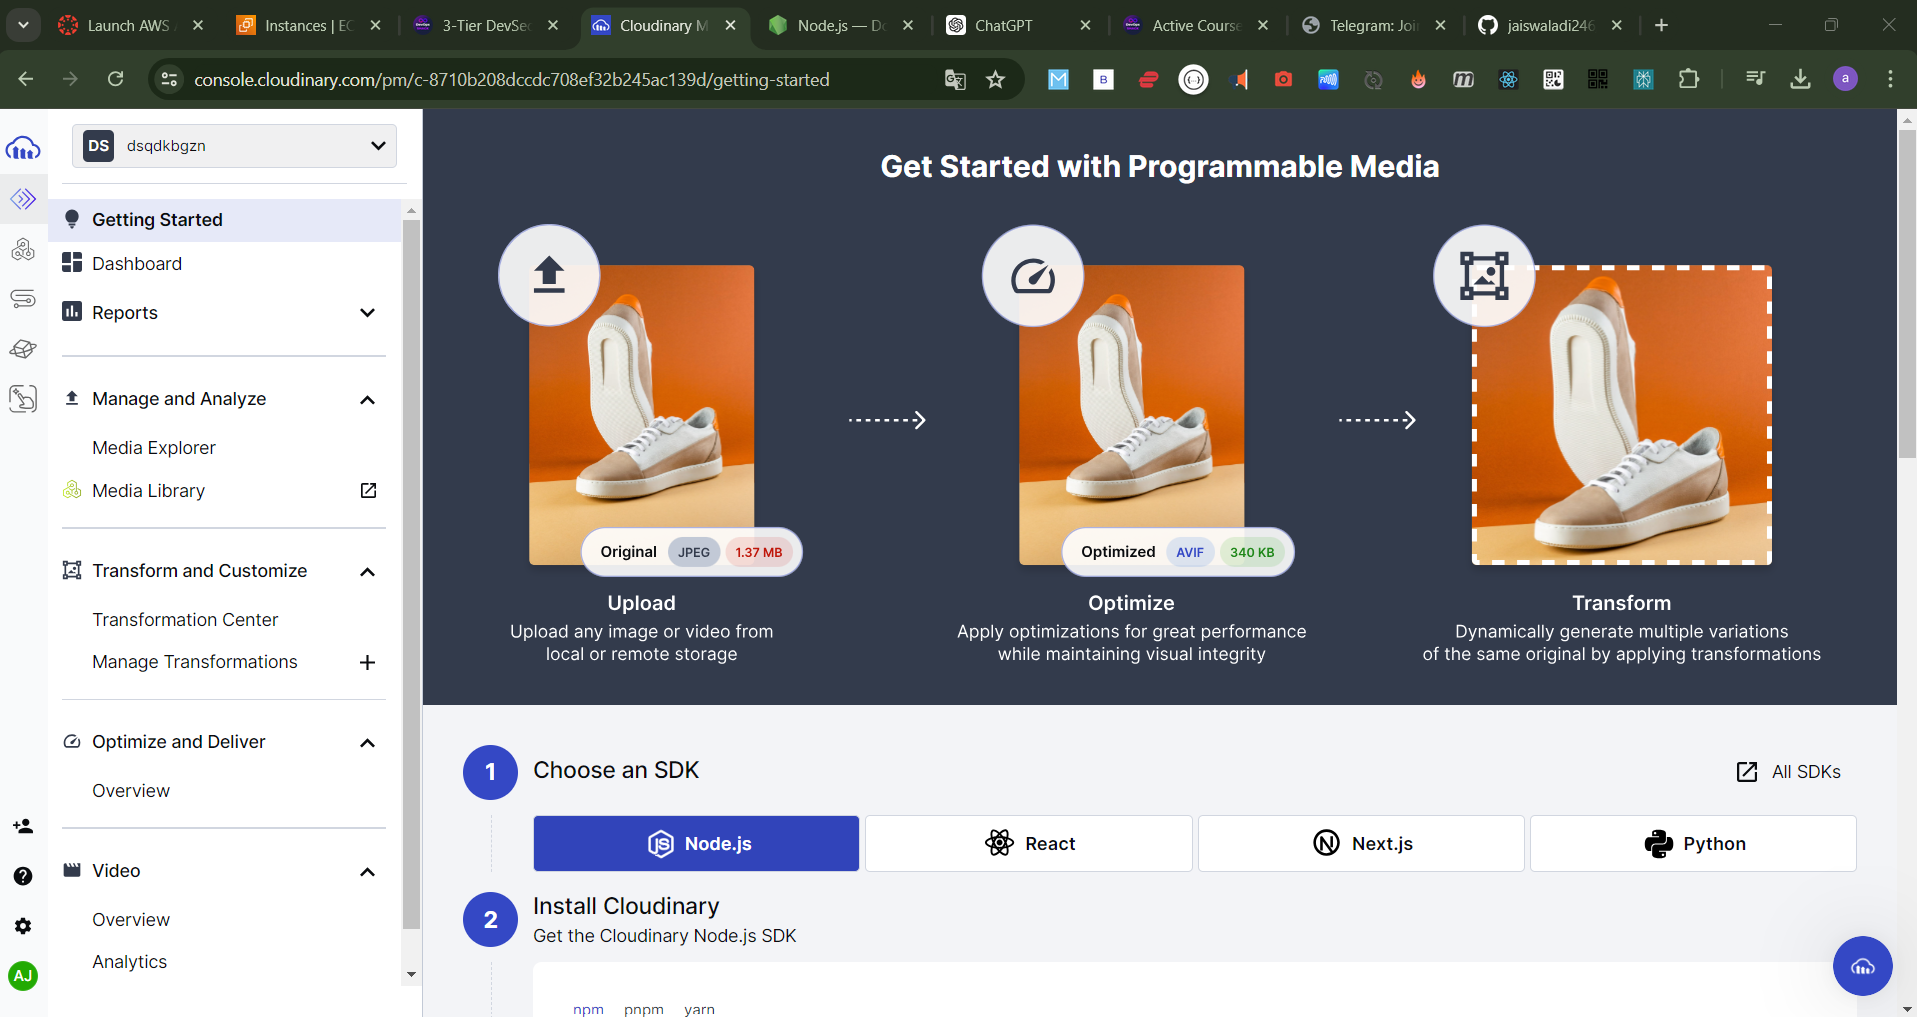 Launch AWS A
Instances | EC
3-Tier DevSec
Cloudinary M
Node.js — Do
ChatGPT
Active Course
Telegram: Joi
jaiswaladi246
console.cloudinary.com/pm/c-8710b208dccdc708ef32b245ac139d/getting-started
a
DS
dsqdkbgzn
Getting Started
Dashboard
Reports
Manage and Analyze
Media Explorer
Media Library
Transform and Customize
Transformation Center
Manage Transformations
Optimize and Deliver
Overview
Video
Overview
Analytics
AJ
Get Started with Programmable Media
Original JPEG 1.37 MB
Optimized AVIF 340 KB
Upload
Upload any image or video from
local or remote storage
Optimize
Apply optimizations for great performance
while maintaining visual integrity
Transform
Dynamically generate multiple variations
of the same original by applying transformations
1
Choose an SDK
All SDKs
Node.js
React
Next.js
Python
2
Install Cloudinary
Get the Cloudinary Node.js SDK
npm pnpm yarn